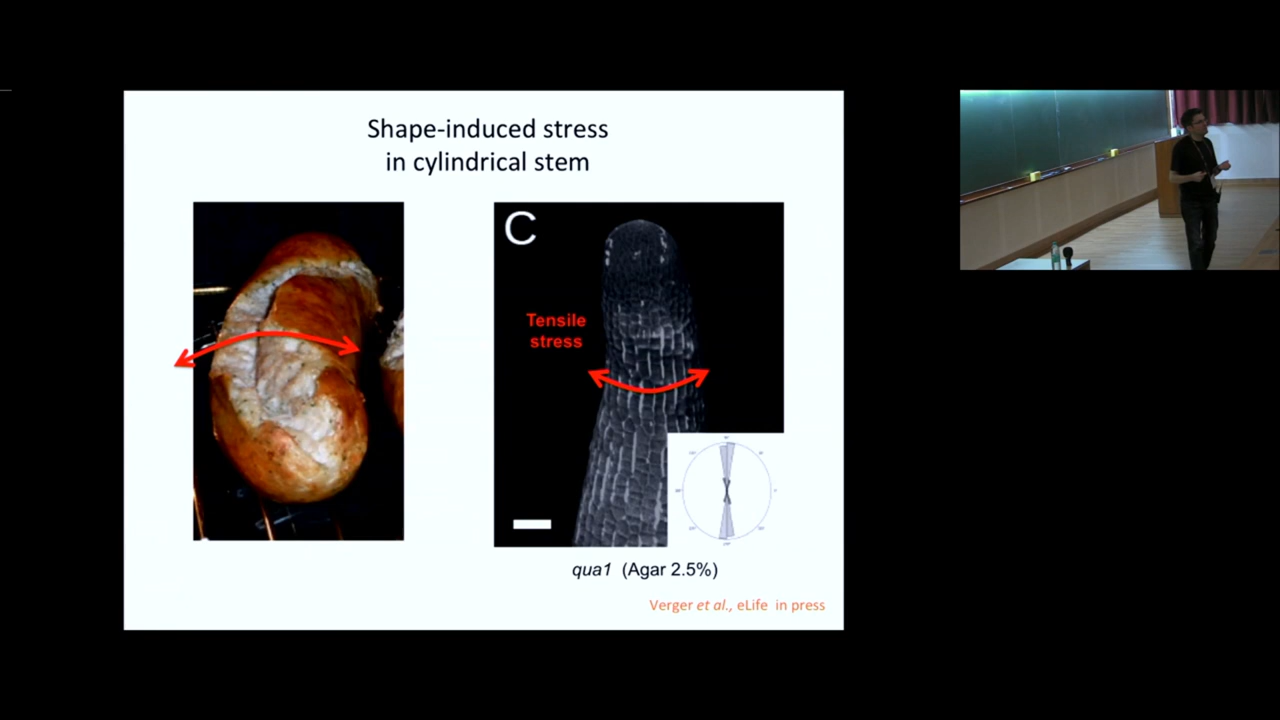 Shape-induced stress
in cylindrical stem
C
Tensile
stress
qua1 (Agar 2.5%)
Verger et al., eLife in press